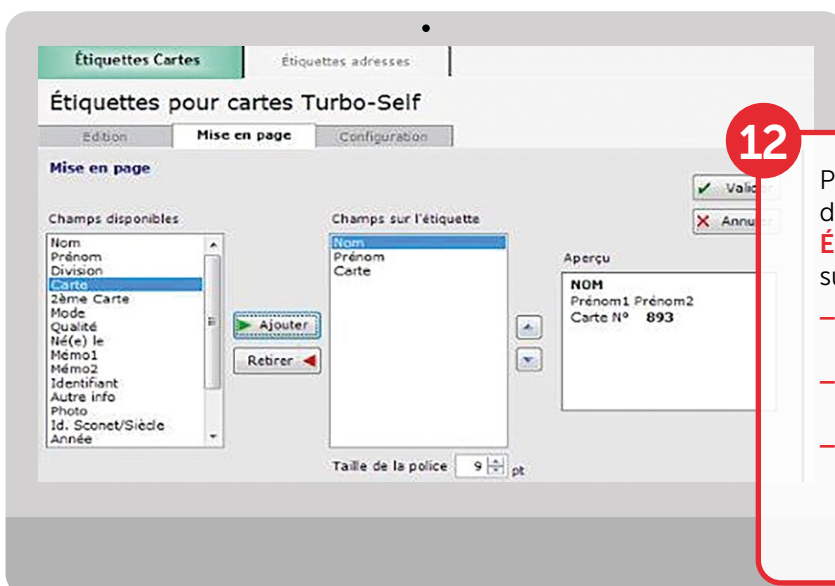 Étiquettes Cartes
Étiquettes adresses
Étiquettes pour cartes Turbo-Self
Edition
Mise en page
Configuration
12
Mise en page
Valider
Annuler
Champs disponibles
Nom
Prénom
Division
Carte
2ème Carte
Mode
Qualité
Né(e) le
Mémo1
Mémo2
Identifiant
Autre info
Photo
Id. Sconet/Siècle
Année
Ajouter
Retirer
Champs sur l'étiquette
Nom
Prénom
Carte
Taille de la police 9 pt
Aperçu
NOM
Prénom1 Prénom2
Carte N° 893